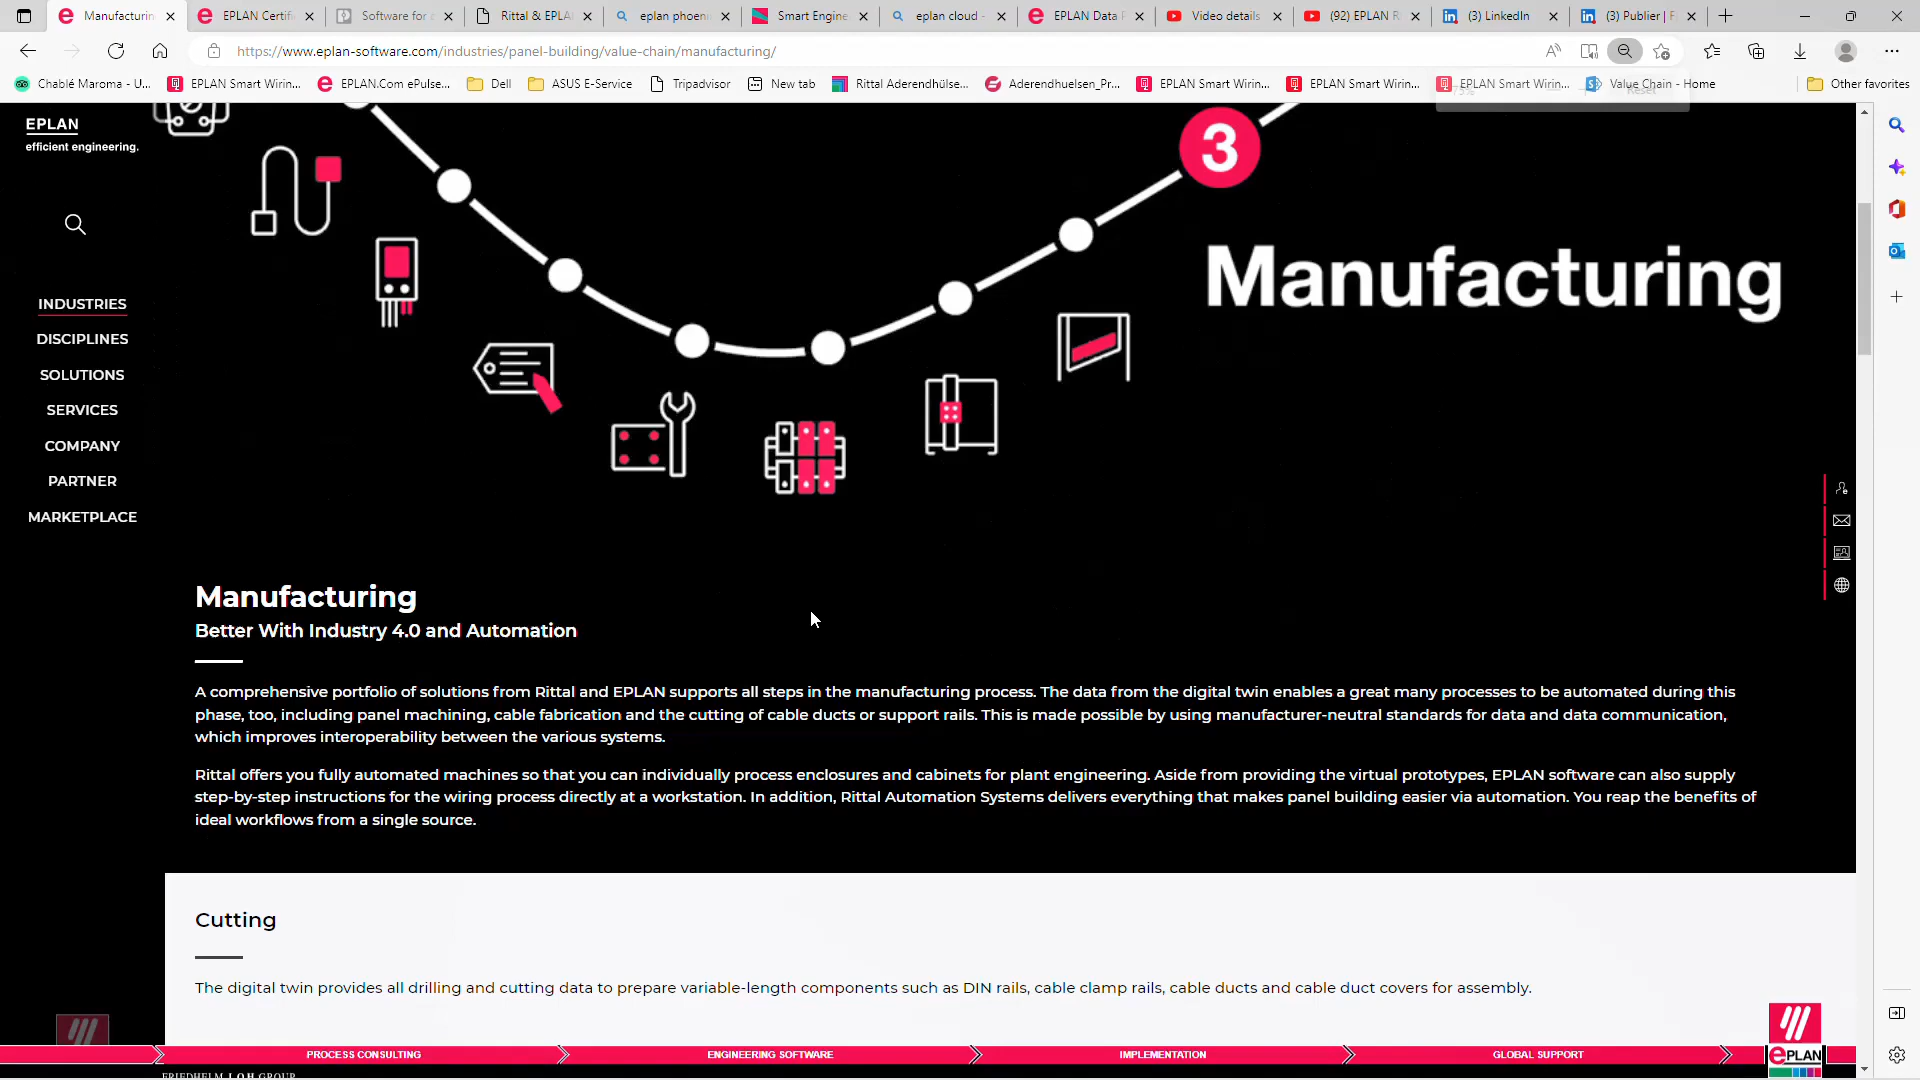 Manufacturin
EPLAN Certifi
Software for
Rittal & EPLA
eplan phoen
Smart Engine
eplan cloud -
EPLAN Data P
Video details
(92) EPLAN R
(3) LinkedIn
(3) Publier | F
https://www.eplan-software.com/industries/panel-building/value-chain/manufacturing/
Chablé Maroma - U...
EPLAN Smart Wirin...
EPLAN.Com ePulse...
Dell
ASUS E-Service
Tripadvisor
New tab
Rittal Aderendhülse...
Aderendhuelsen_Pr...
EPLAN Smart Wirin...
EPLAN Smart Wirin...
EPLAN Smart Wirin...
Value Chain - Home
Other favorites
75%
Reset
EPLAN
efficient engineering.
INDUSTRIES
DISCIPLINES
SOLUTIONS
SERVICES
COMPANY
PARTNER
MARKETPLACE
3
Manufacturing
Manufacturing
Better With Industry 4.0 and Automation
A comprehensive portfolio of solutions from Rittal and EPLAN supports all steps in the manufacturing process. The data from the digital twin enables a great many processes to be automated during this
phase, too, including panel machining, cable fabrication and the cutting of cable ducts or support rails. This is made possible by using manufacturer-neutral standards for data and data communication,
which improves interoperability between the various systems.
Rittal offers you fully automated machines so that you can individually process enclosures and cabinets for plant engineering. Aside from providing the virtual prototypes, EPLAN software can also supply
step-by-step instructions for the wiring process directly at a workstation. In addition, Rittal Automation Systems delivers everything that makes panel building easier via automation. You reap the benefits of
ideal workflows from a single source.
Cutting
The digital twin provides all drilling and cutting data to prepare variable-length components such as DIN rails, cable clamp rails, cable ducts and cable duct covers for assembly.
PROCESS CONSULTING
ENGINEERING SOFTWARE
IMPLEMENTATION
GLOBAL SUPPORT
ePLAN
FRIEDHELM LOH GROUP